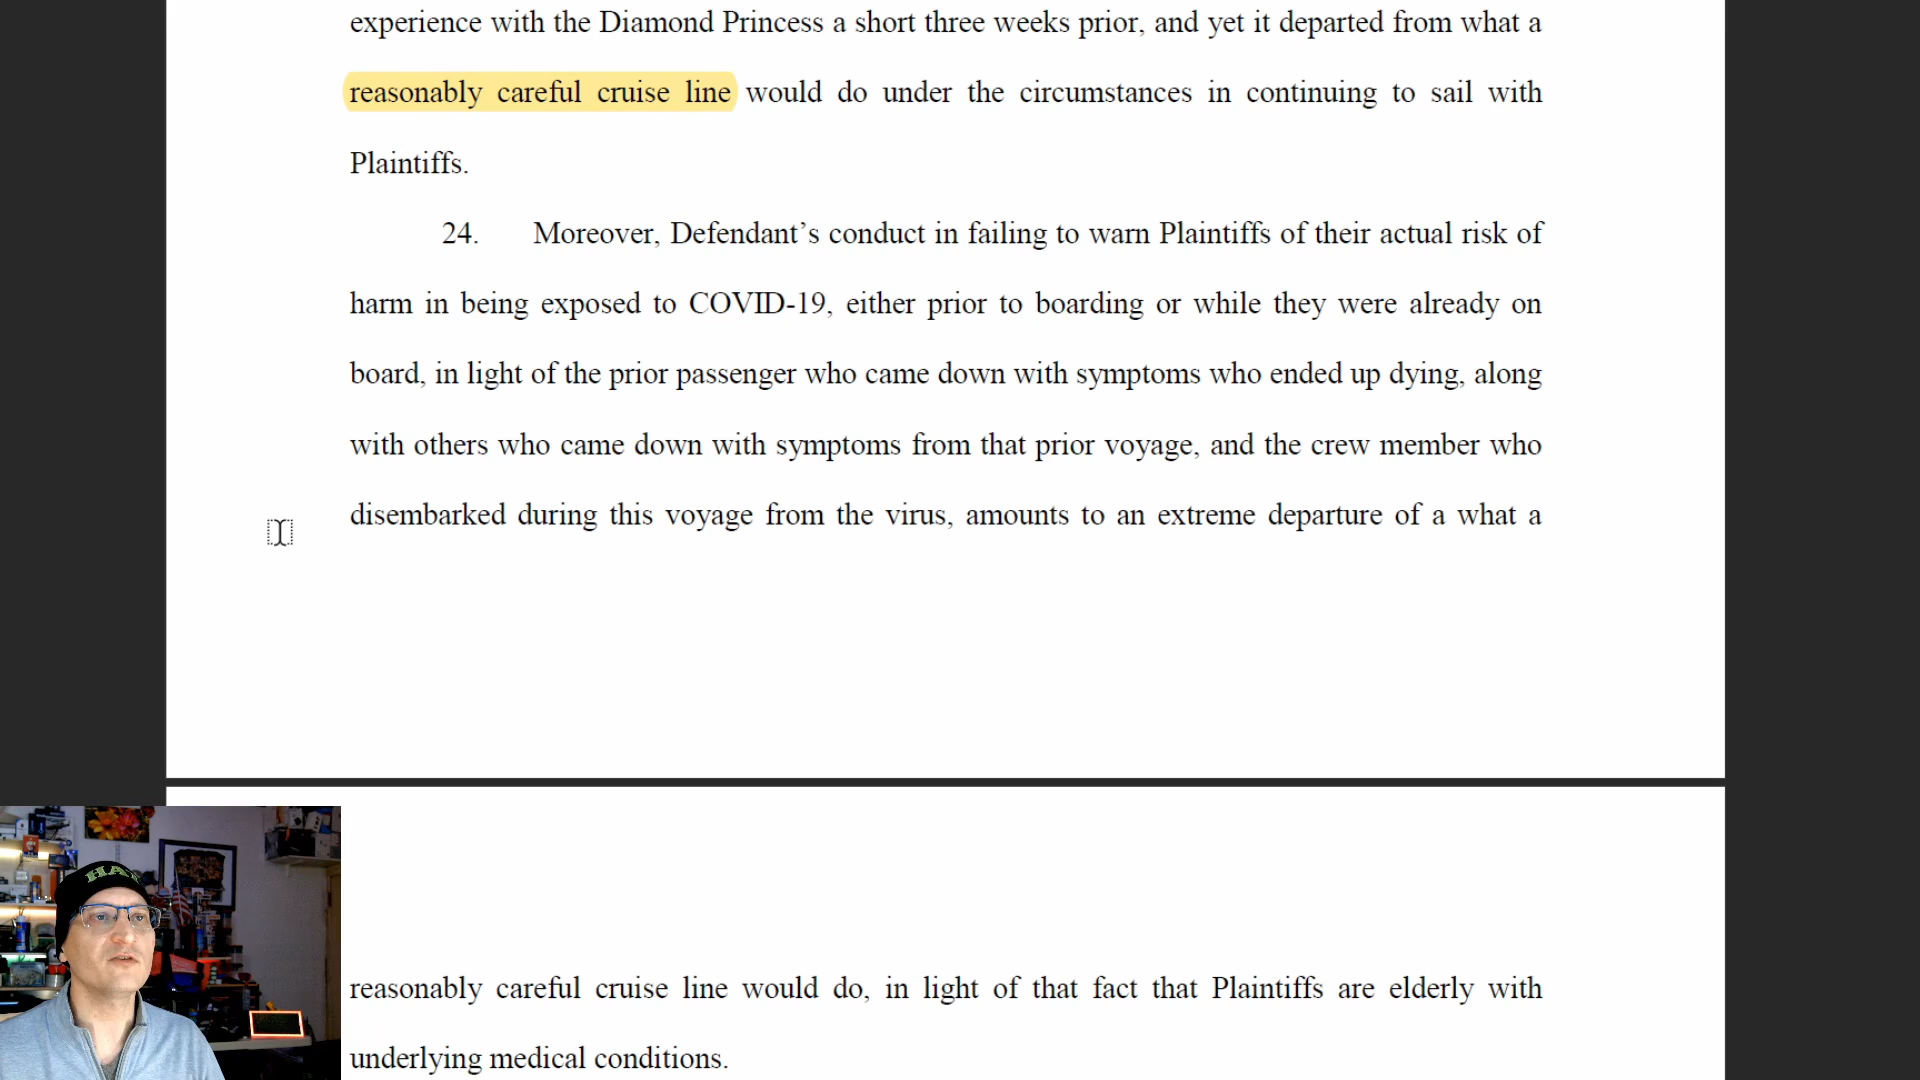 experience with the Diamond Princess a short three weeks prior, and yet it departed from what a
reasonably careful cruise line would do under the circumstances in continuing to sail with
Plaintiffs.
24. Moreover, Defendant’s conduct in failing to warn Plaintiffs of their actual risk of
harm in being exposed to COVID-19, either prior to boarding or while they were already on
board, in light of the prior passenger who came down with symptoms who ended up dying, along
with others who came down with symptoms from that prior voyage, and the crew member who
disembarked during this voyage from the virus, amounts to an extreme departure of a what a
reasonably careful cruise line would do, in light of that fact that Plaintiffs are elderly with
underlying medical conditions.